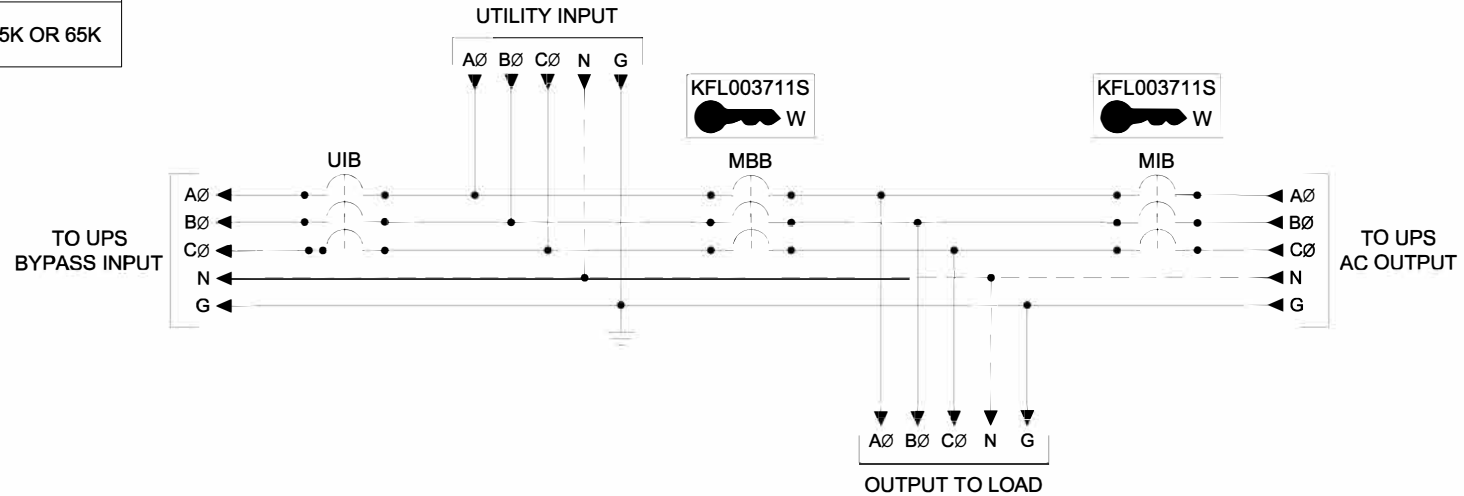 5K OR 65K
UTILITY INPUT
AØ BØ CØ N G
KFL003711S
W
KFL003711S
W
UIB
MBB
MIB
TO UPS
BYPASS INPUT
AØ
BØ
CØ
N
G
AØ
BØ
CØ
N
G
TO UPS
AC OUTPUT
AØ BØ CØ N G
OUTPUT TO LOAD